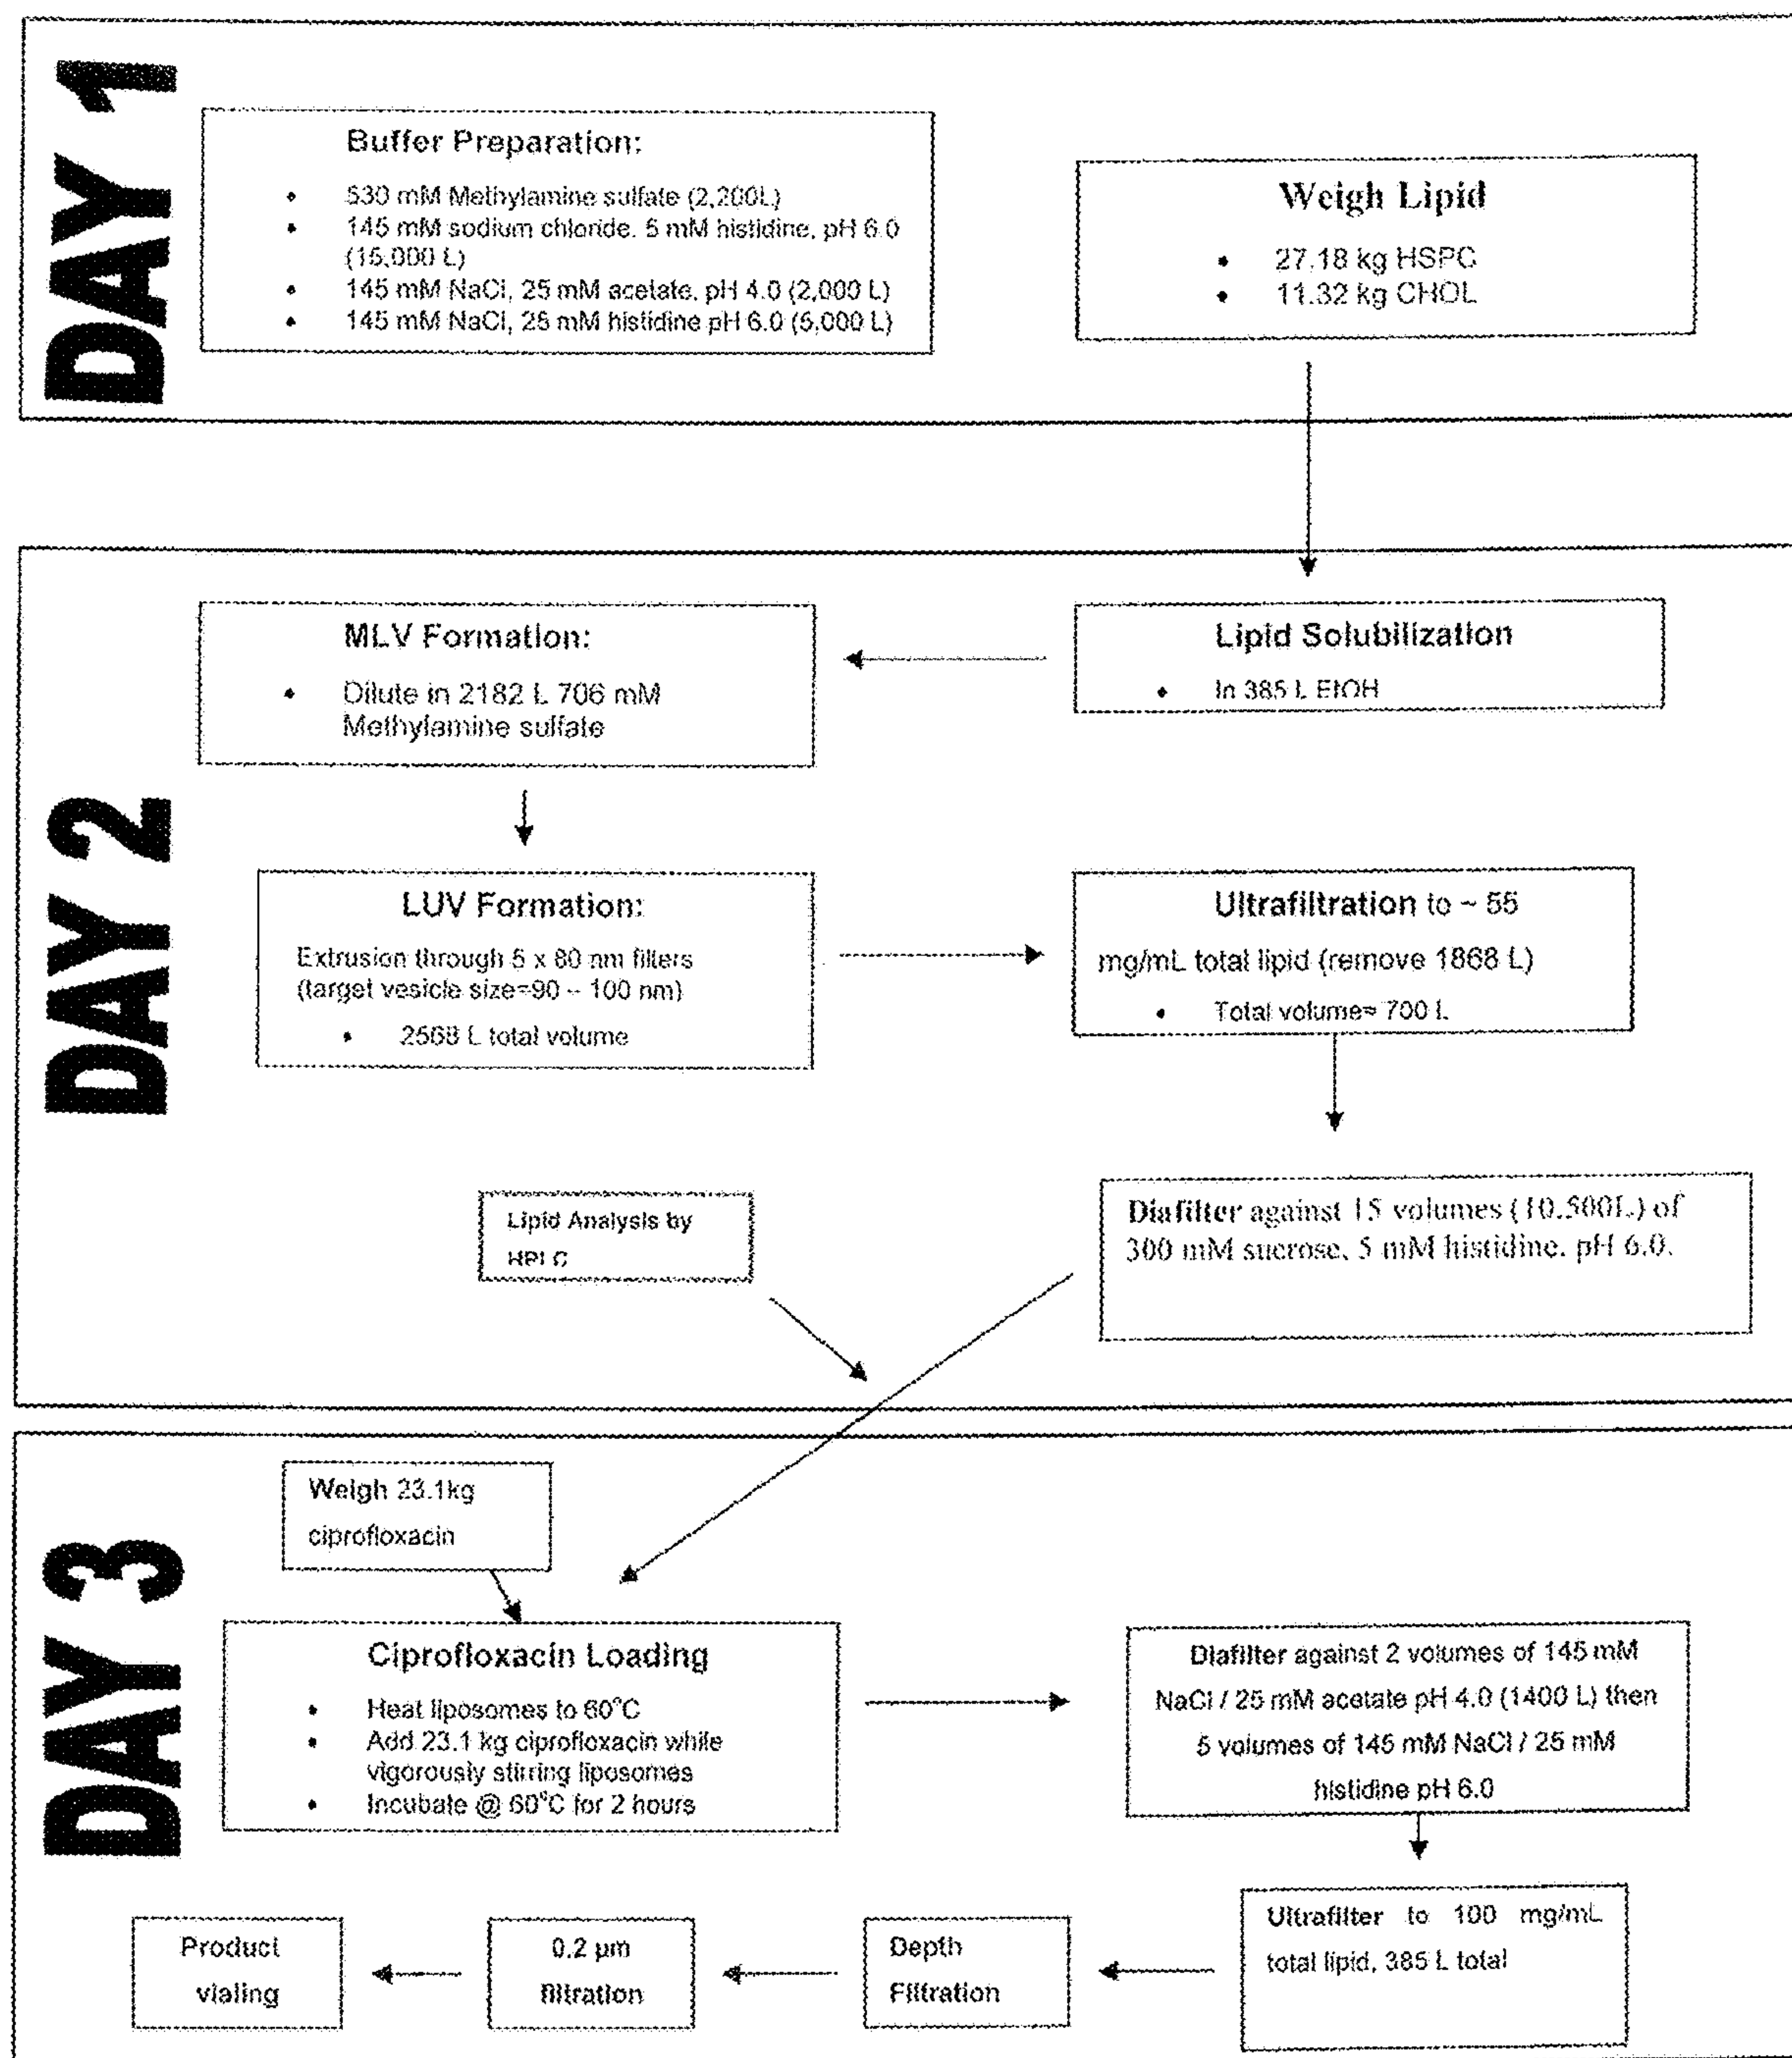 DAY 1
Buffer Preparation:
• 530 mM Methylamine sulfate (2,200L)
• 145 mM sodium chloride. 5 mM histidine, pH 6.0
(15,000 L)
• 145 mM NaCl, 25 mM acetate, pH 4.0 (2,000 L)
• 145 mM NaCl, 25 mM histidine pH 6.0 (5,000 L)
Weigh Lipid
• 27.18 kg HSPC
• 11.32 kg CHOL
DAY 2
Lipid Solubilization
• In 385 L EtOH
MLV Formation:
• Dilute in 2182 L 706 mM
Methylamine sulfate
LUV Formation:
Extrusion through 5 x 80 nm filters
(target vesicle size=90 – 100 nm)
• 2568 L total volume
Ultrafiltration to ~ 55
mg/mL total lipid (remove 1868 L)
• Total volume= 700 L
Diafilter against 15 volumes (10,500L) of
300 mM sucrose, 5 mM histidine, pH 6.0.
Lipid Analysis by
HPLC
DAY 3
Weigh 23.1kg
ciprofloxacin
Ciprofloxacin Loading
• Heat liposomes to 60°C
• Add 23.1 kg ciprofloxacin while
vigorously stirring liposomes
• Incubate @ 60°C for 2 hours
Diafilter against 2 volumes of 145 mM
NaCl / 25 mM acetate pH 4.0 (1400 L) then
5 volumes of 145 mM NaCl / 25 mM
histidine pH 6.0
Ultrafilter to 100 mg/mL
total lipid, 385 L total
Depth
Filtration
0.2 µm
filtration
Product
vialing